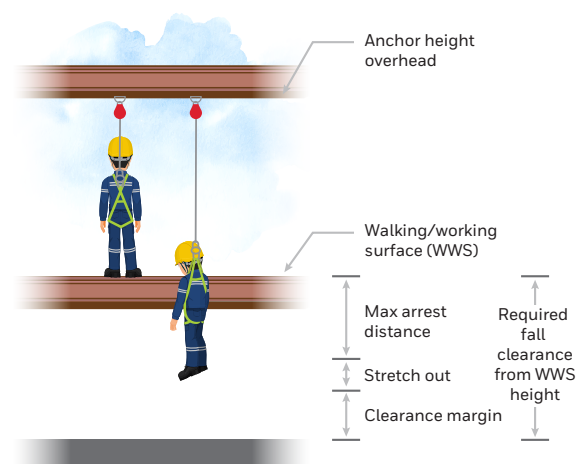 Anchor height
overhead
Walking/working
surface (WWS)
Max arrest
distance
Stretch out
Clearance margin
Required
fall
clearance
from WWS
height